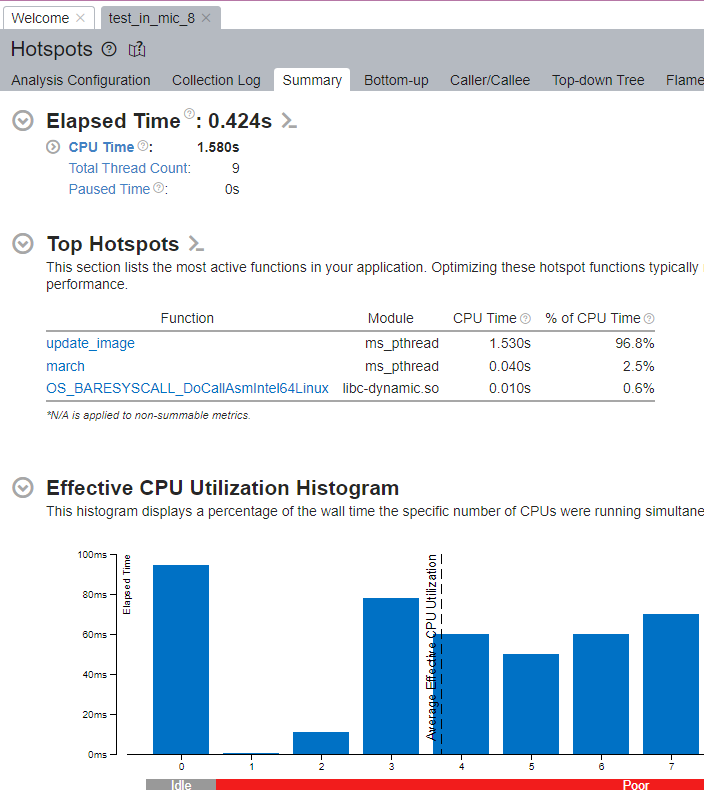 Welcome × test_in_mic_8 ×
Hotspots
Analysis Configuration Collection Log Summary Bottom-up Caller/Callee Top-down Tree Flame
Elapsed Time ? : 0.424s
CPU Time ? : 1.580s
Total Thread Count: 9
Paused Time ? : 0s
Top Hotspots
This section lists the most active functions in your application. Optimizing these hotspot functions typically
performance.
Function Module CPU Time ? % of CPU Time ?
update_image ms_pthread 1.530s 96.8%
march ms_pthread 0.040s 2.5%
OS_BARESYSCALL_DoCallAsmIntel64Linux libc-dynamic.so 0.010s 0.6%
*N/A is applied to non-summable metrics.
Effective CPU Utilization Histogram
This histogram displays a percentage of the wall time the specific number of CPUs were running simultane
100ms
80ms
60ms
40ms
20ms
0ms
Elapsed Time
Average Effective CPU Utilization
0 1 2 3 4 5 6 7
Idle Poor